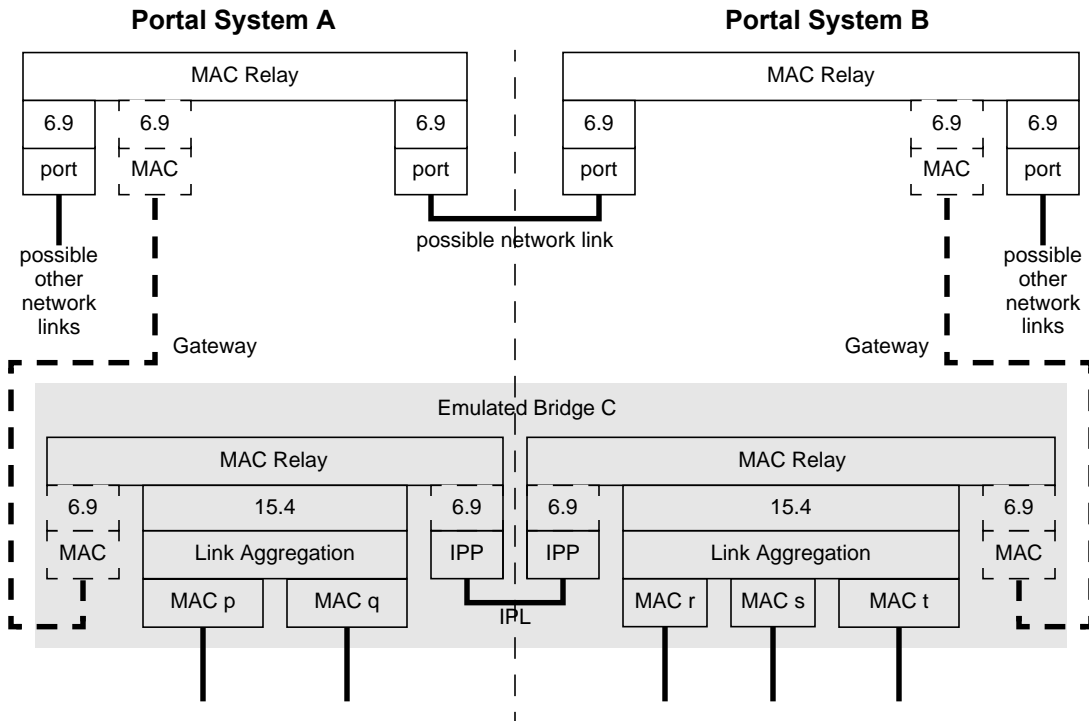 Portal System A
Portal System B
MAC Relay
MAC Relay
6.9
6.9
6.9
6.9
6.9
6.9
port
MAC
port
port
MAC
port
possible network link
possible
other
network
links
possible
other
network
links
Gateway
Gateway
Emulated Bridge C
MAC Relay
MAC Relay
6.9
15.4
6.9
6.9
15.4
6.9
MAC
Link Aggregation
IPP
IPP
Link Aggregation
MAC
MAC p
MAC q
MAC r
MAC s
MAC t
IPL